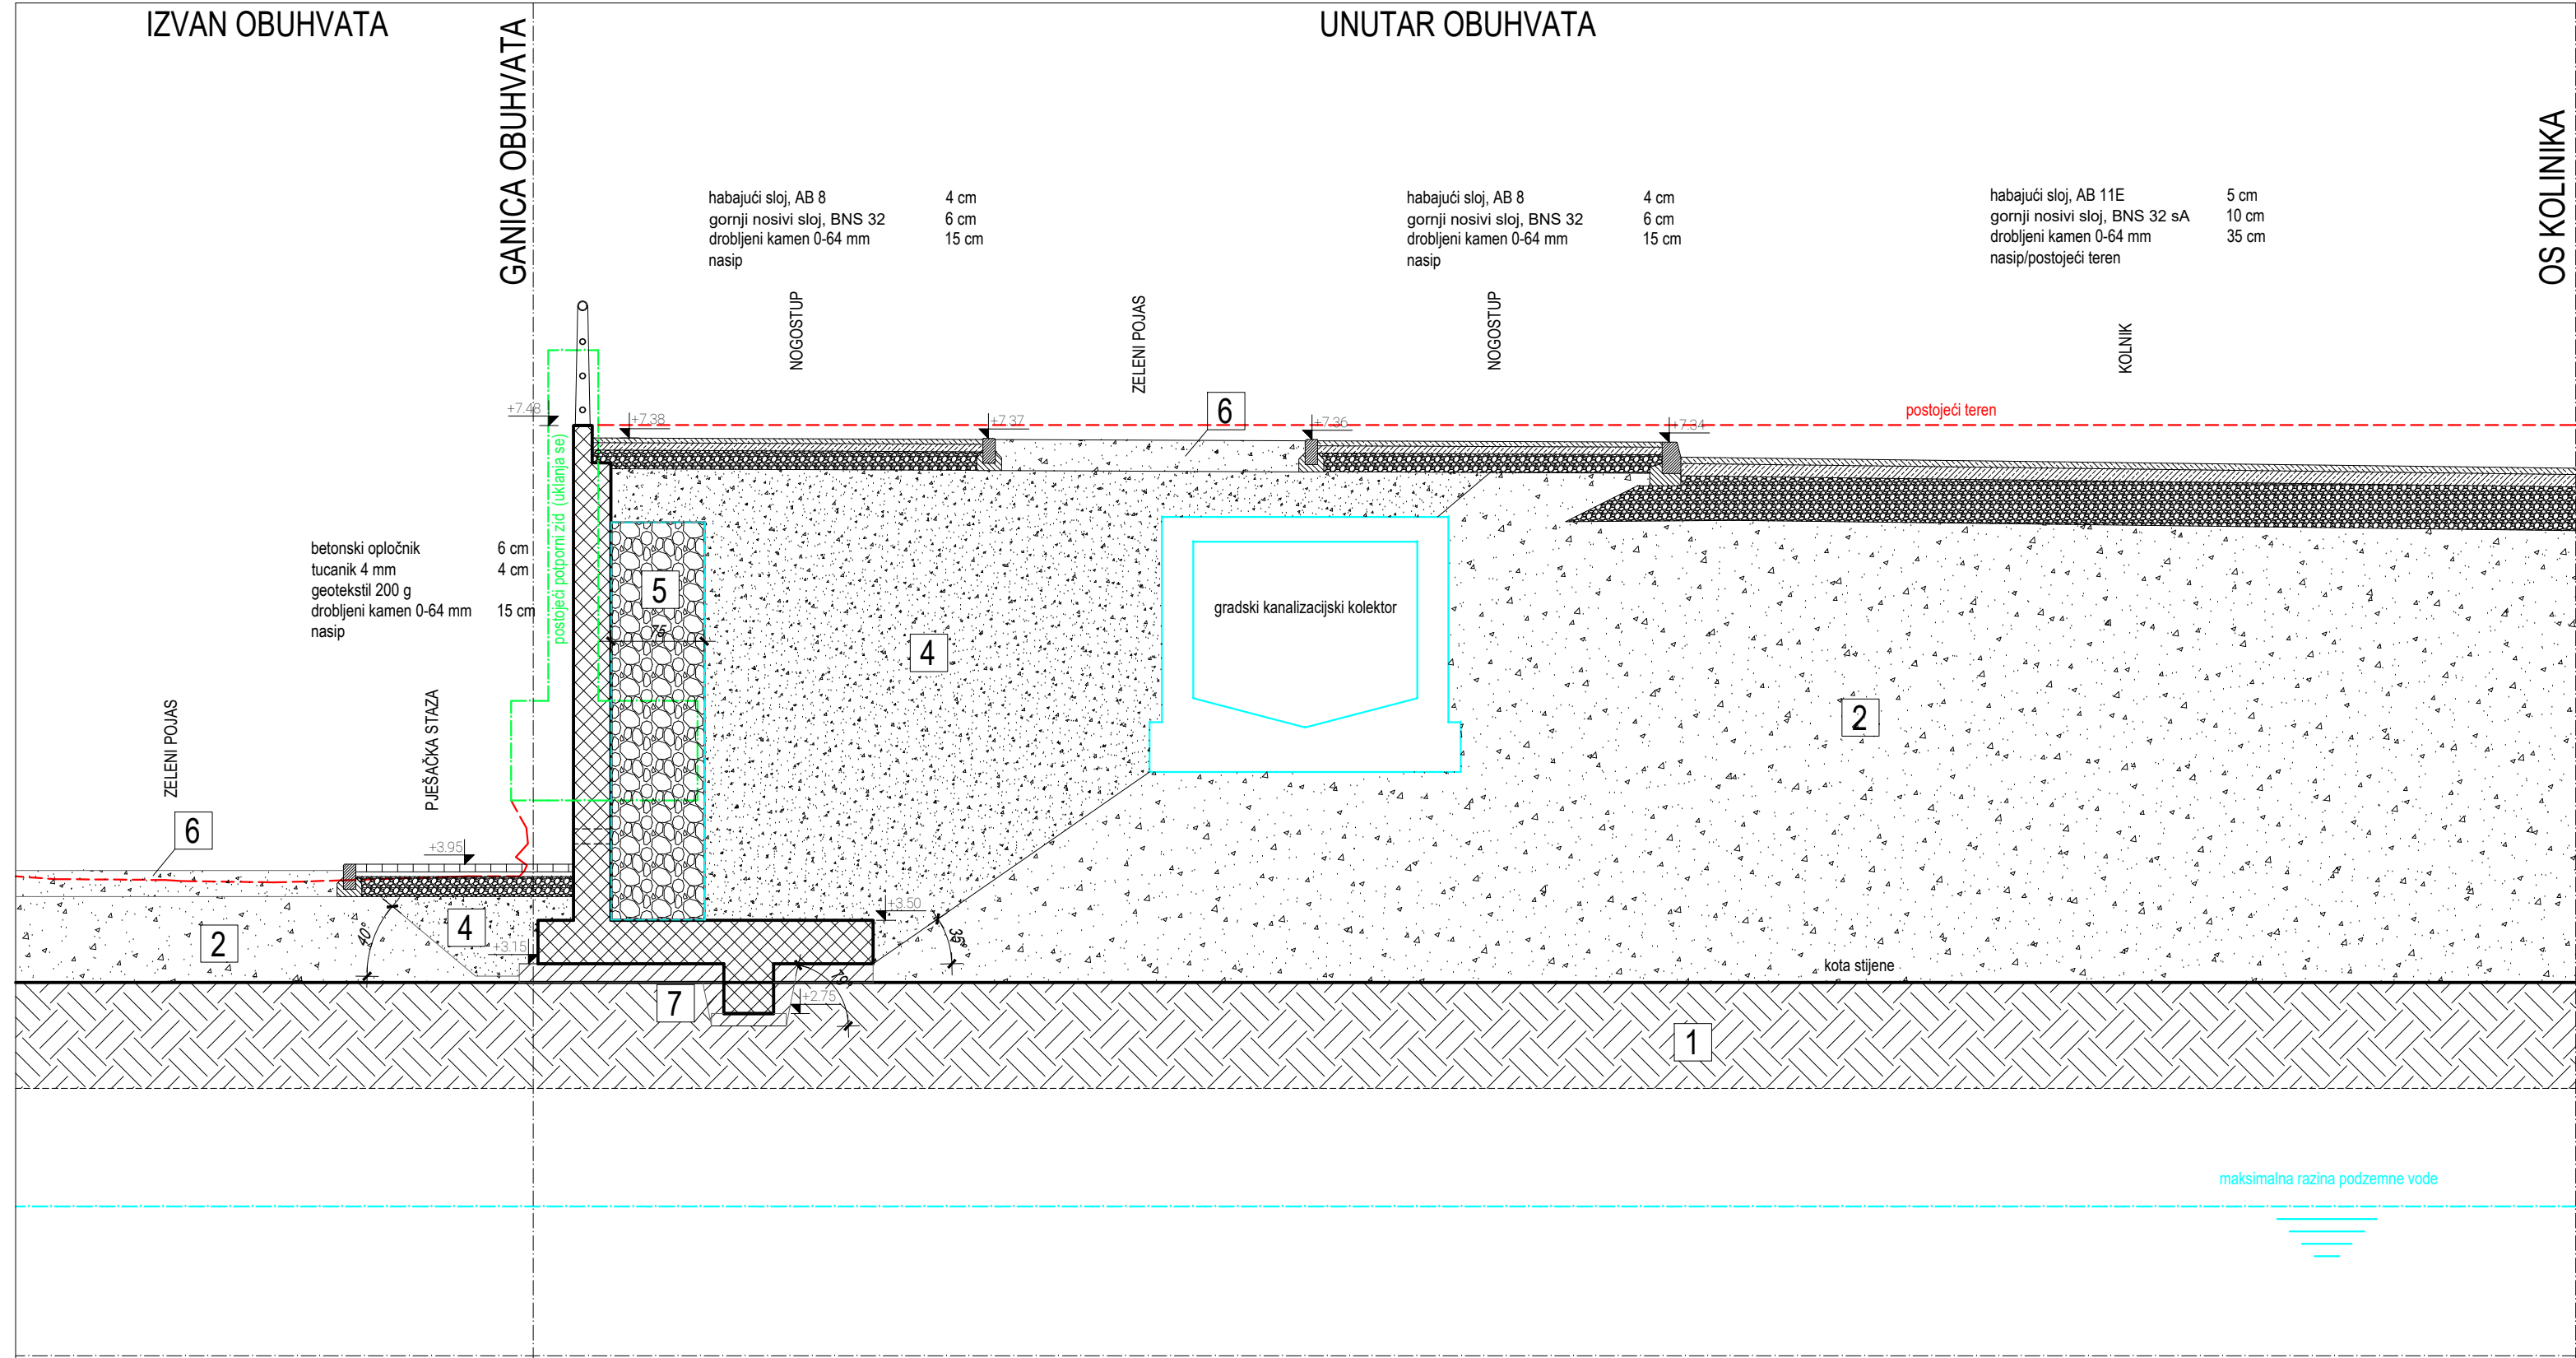 IZVAN OBUHVATA
UNUTAR OBUHVATA
GANICA OBUHVATA
OS KOLINIKA
habajući sloj, AB 8 4 cm
gornji nosivi sloj, BNS 32 6 cm
drobljeni kamen 0-64 mm 15 cm
nasip
habajući sloj, AB 8 4 cm
gornji nosivi sloj, BNS 32 6 cm
drobljeni kamen 0-64 mm 15 cm
nasip
habajući sloj, AB 11E 5 cm
gornji nosivi sloj, BNS 32 sA 10 cm
drobljeni kamen 0-64 mm 35 cm
nasip/postojeći teren
NOGOSTUP
ZELENI POJAS
NOGOSTUP
KOLNIK
6
postojeći teren
+7.48
+7.38
+7.37
+7.36
+7.34
postojeći potporni zid (uklanja se)
betonski opločnik 6 cm
tucanik 4 mm 4 cm
geotekstil 200 g
drobljeni kamen 0-64 mm 15 cm
nasip
5
75
4
gradski kanalizacijski kolektor
2
ZELENI POJAS
PJEŠAČKA STAZA
6
+3.95
+3.50
2
40°
4
+3.15
35°
kota stijene
7
+2.75
79°
1
maksimalna razina podzemne vode